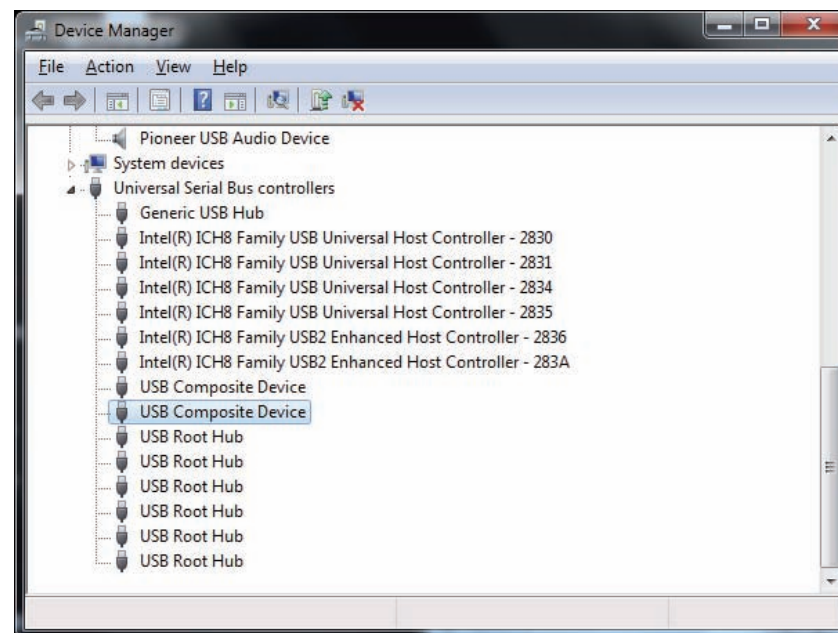 Device Manager
File Action View Help
Pioneer USB Audio Device
System devices
Universal Serial Bus controllers
Generic USB Hub
Intel(R) ICH8 Family USB Universal Host Controller - 2830
Intel(R) ICH8 Family USB Universal Host Controller - 2831
Intel(R) ICH8 Family USB Universal Host Controller - 2834
Intel(R) ICH8 Family USB Universal Host Controller - 2835
Intel(R) ICH8 Family USB2 Enhanced Host Controller - 2836
Intel(R) ICH8 Family USB2 Enhanced Host Controller - 283A
USB Composite Device
USB Composite Device
USB Root Hub
USB Root Hub
USB Root Hub
USB Root Hub
USB Root Hub
USB Root Hub